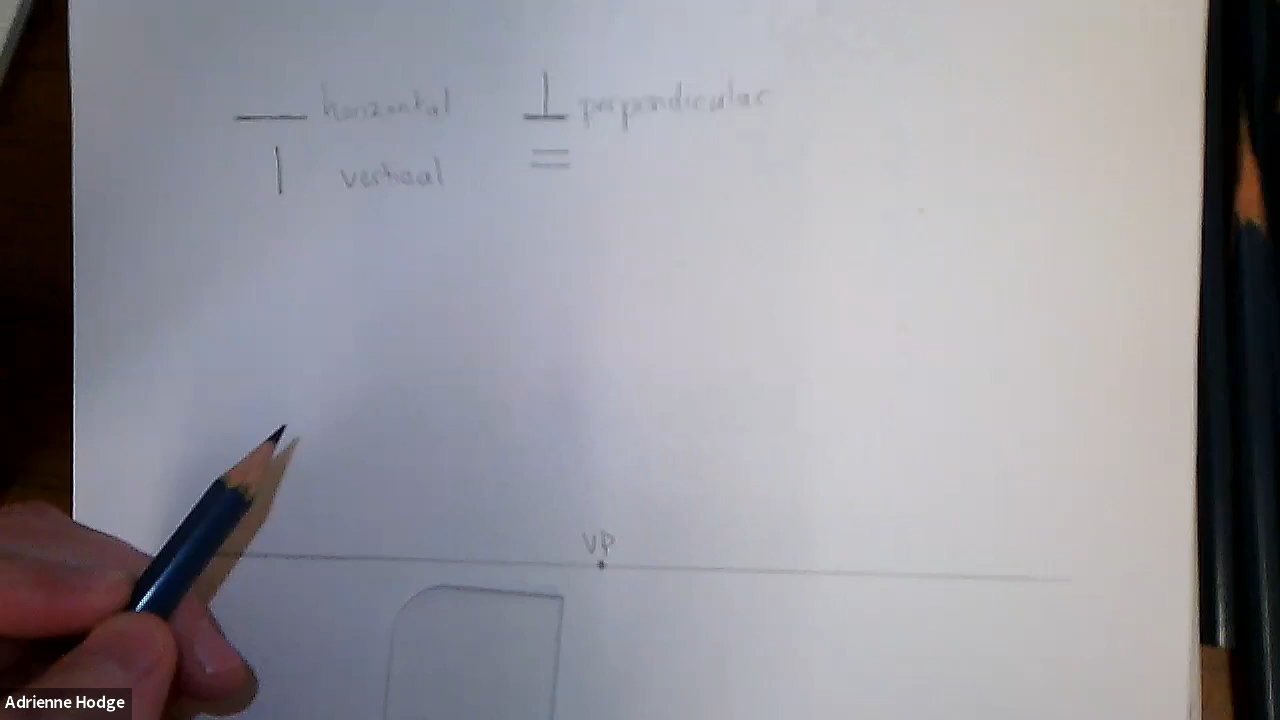 horizontal
perpendicular
vertical
VP
Adrienne Hodge